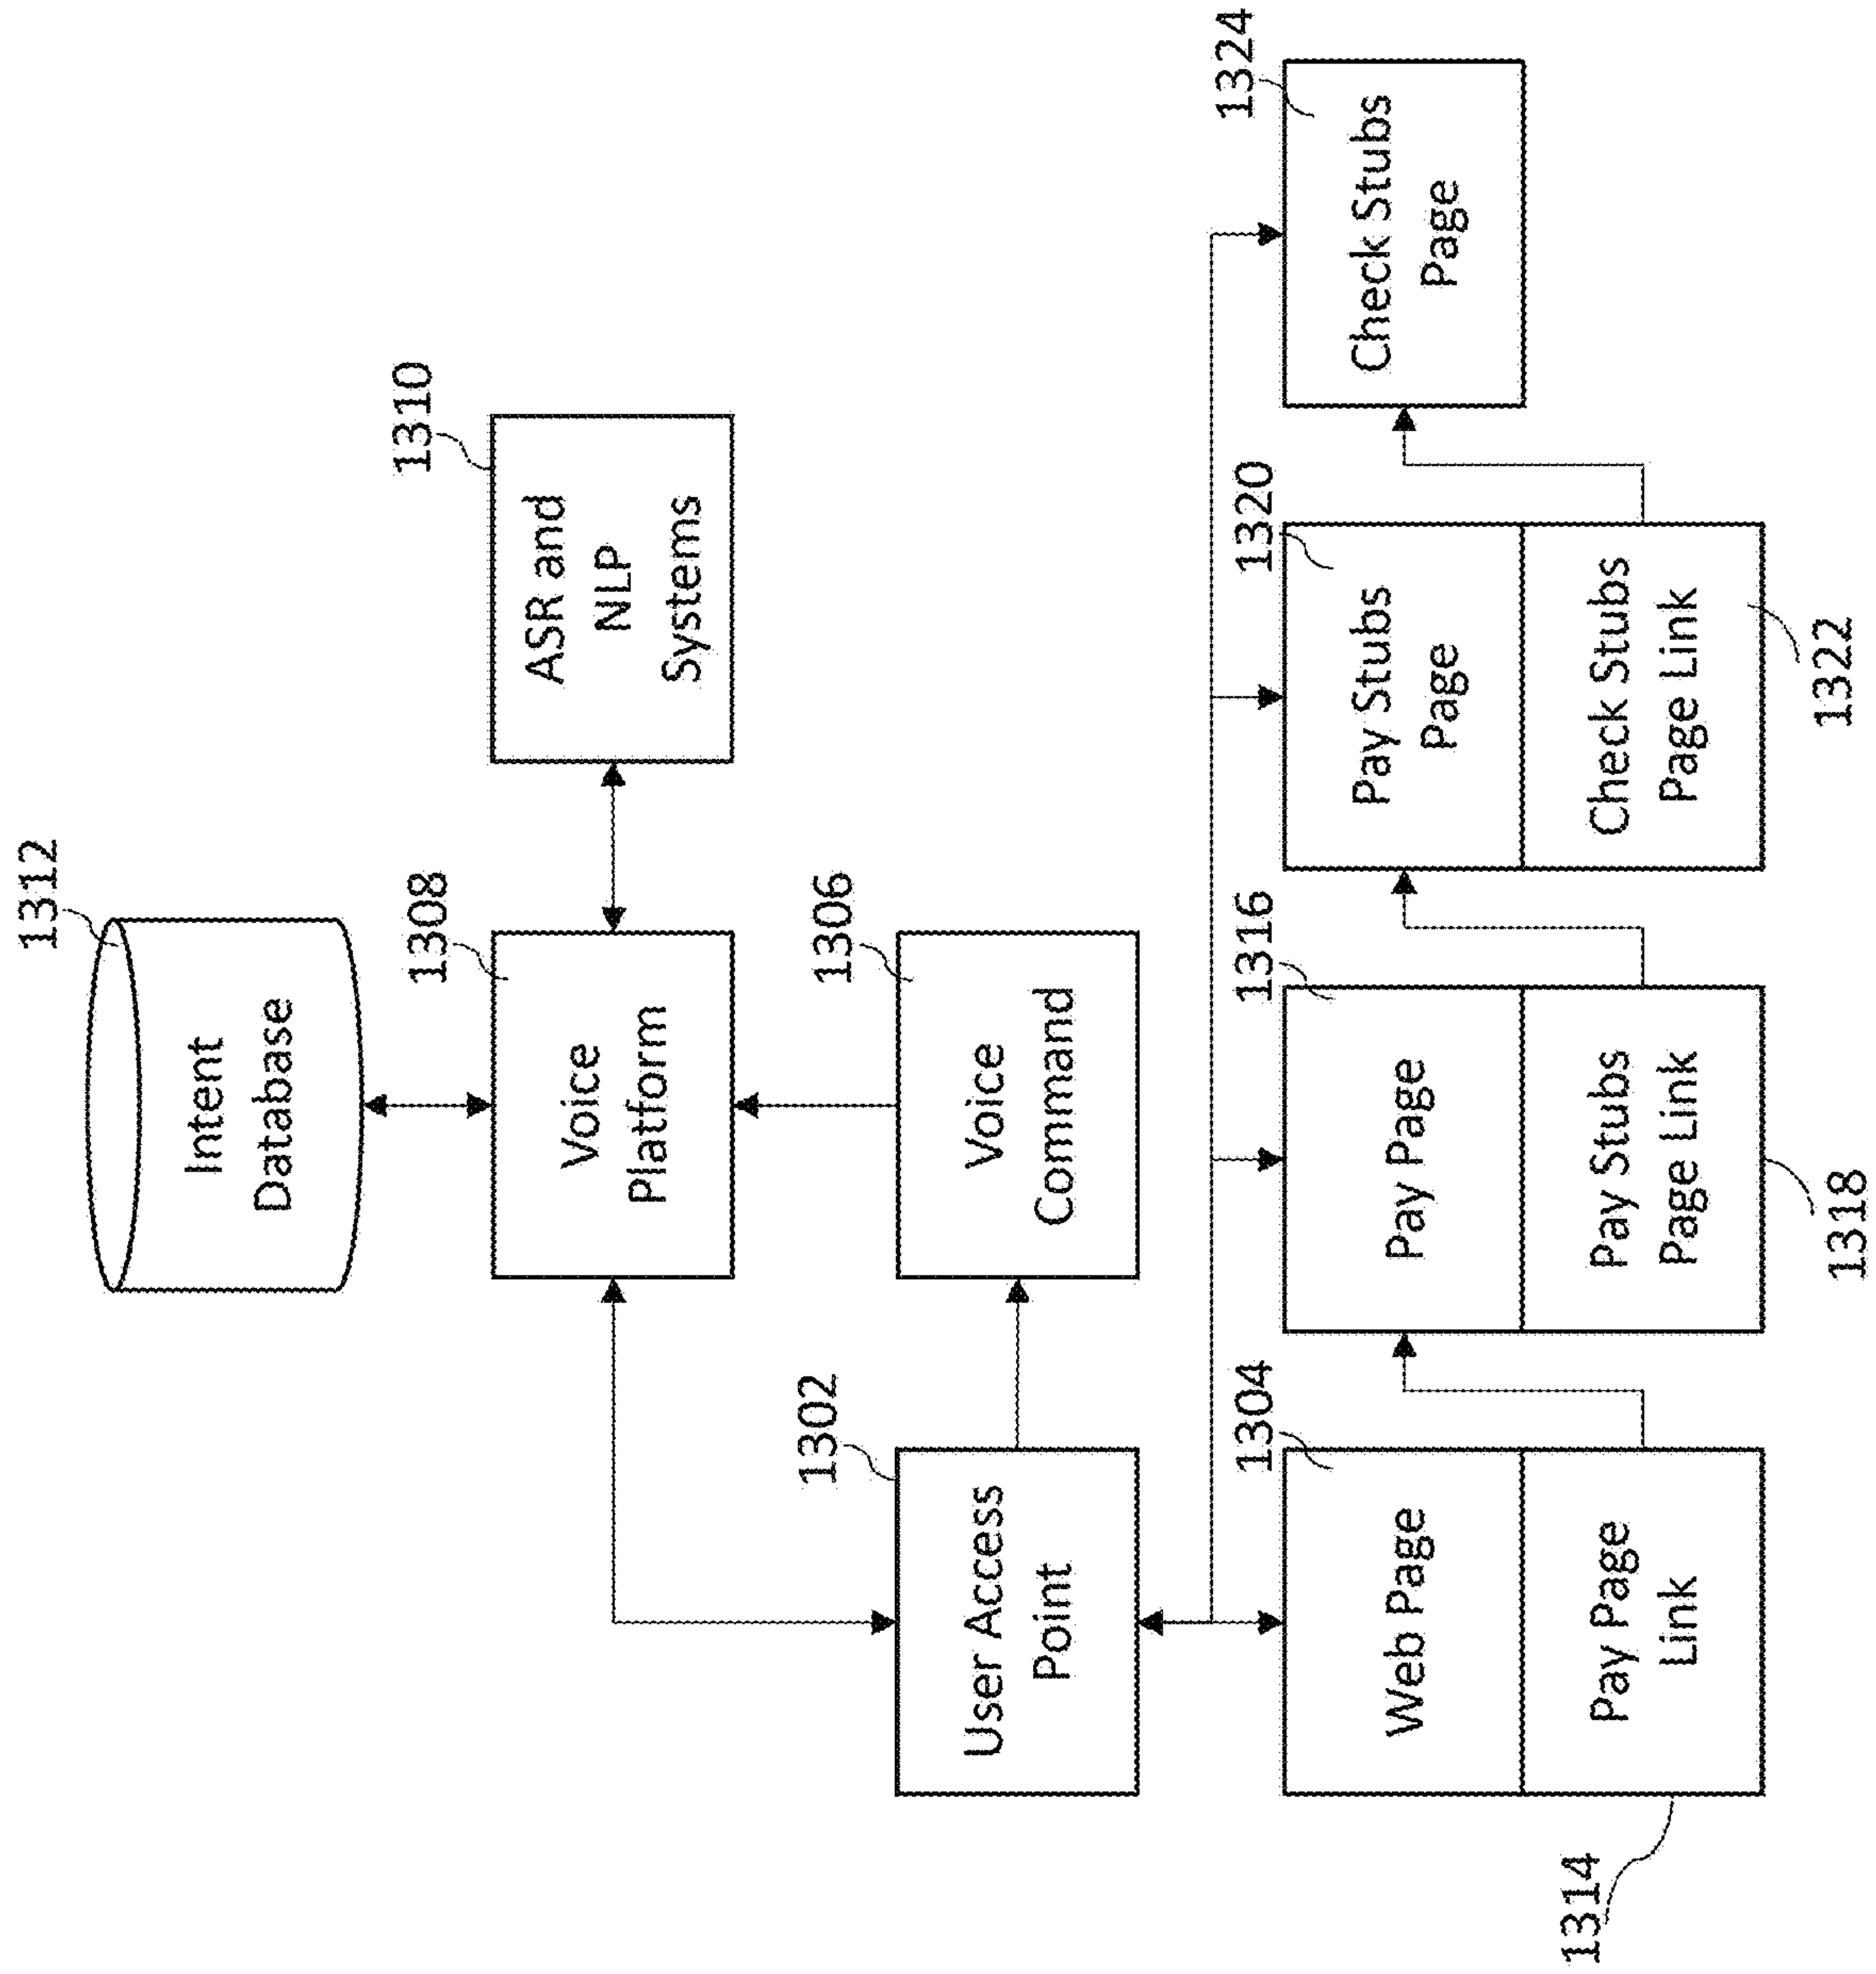 1312
Intent
Database
1308
Voice
Platform
1310
ASR and
NLP
Systems
1302
User Access
Point
1306
Voice
Command
1304
Web Page
Pay Page
Link
1314
1316
Pay Page
Pay Stubs
Page Link
1318
1320
Pay Stubs
Page
Check Stubs
Page Link
1322
1324
Check Stubs
Page